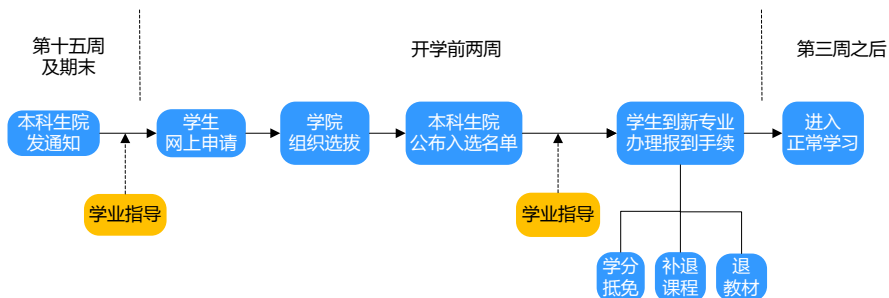 第十五周
及期末
开学前两周
第三周之后
本科生院
发通知
学生
网上申请
学院
组织选拔
本科生院
公布入选名单
学生到新专业
办理报到手续
进入
正常学习
学业指导
学业指导
学分
抵免
补退
课程
退
教材